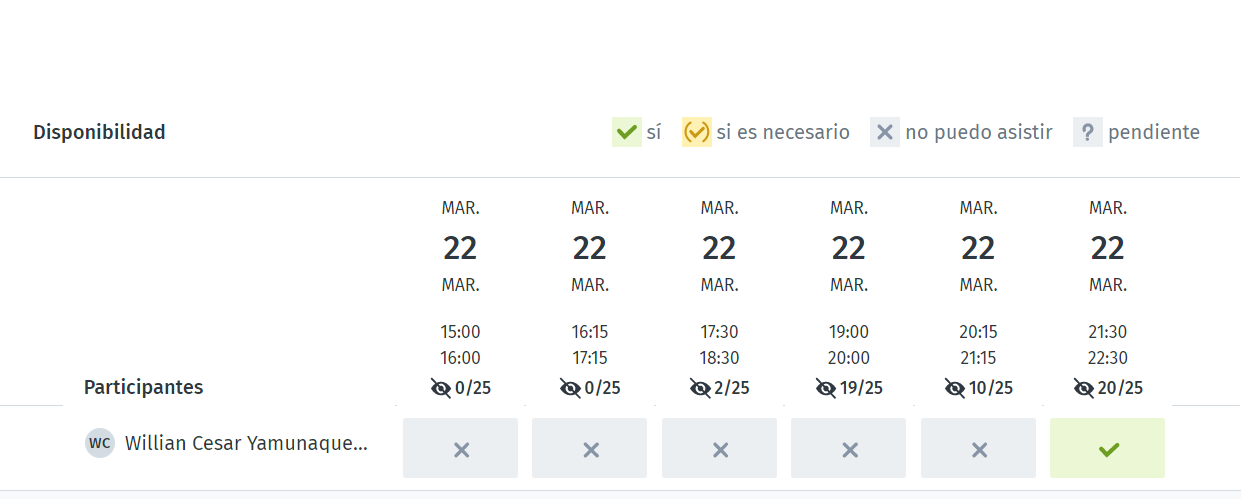 Disponibilidad
sí si es necesario no puedo asistir ? pendiente
MAR. MAR. MAR. MAR. MAR. MAR.
22 22 22 22 22 22
MAR. MAR. MAR. MAR. MAR. MAR.
15:00 16:15 17:30 19:00 20:15 21:30
16:00 17:15 18:30 20:00 21:15 22:30
Participantes 0/25 0/25 2/25 19/25 10/25 20/25
WC Willian Cesar Yamunaque...